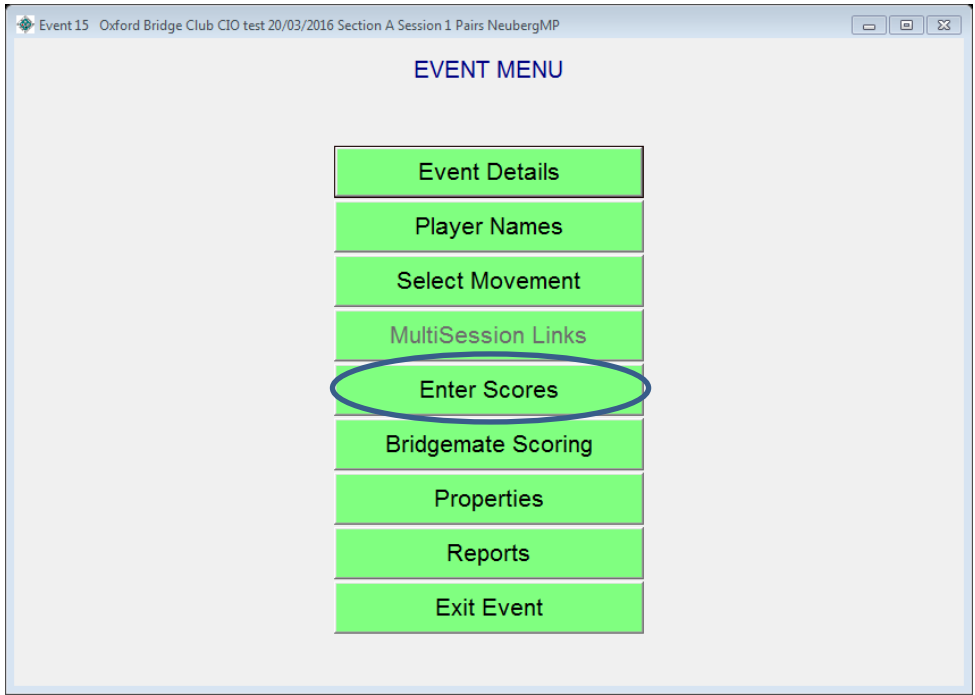 Event 15 Oxford Bridge Club CIO test 20/03/2016 Section A Session 1 Pairs NeubergMP
EVENT MENU
Event Details
Player Names
Select Movement
MultiSession Links
Enter Scores
Bridgemate Scoring
Properties
Reports
Exit Event